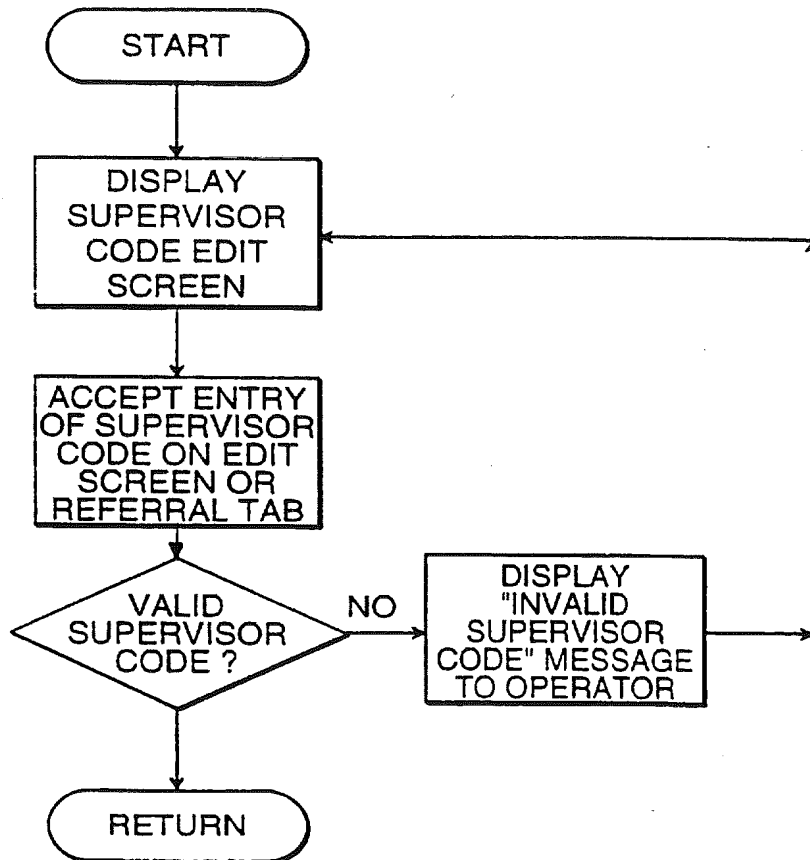 START
DISPLAY
SUPERVISOR
CODE EDIT
SCREEN
ACCEPT ENTRY
OF SUPERVISOR
CODE ON EDIT
SCREEN OR
REFERRAL TAB
VALID
SUPERVISOR
CODE ?
NO
DISPLAY
"INVALID
SUPERVISOR
CODE" MESSAGE
TO OPERATOR
RETURN